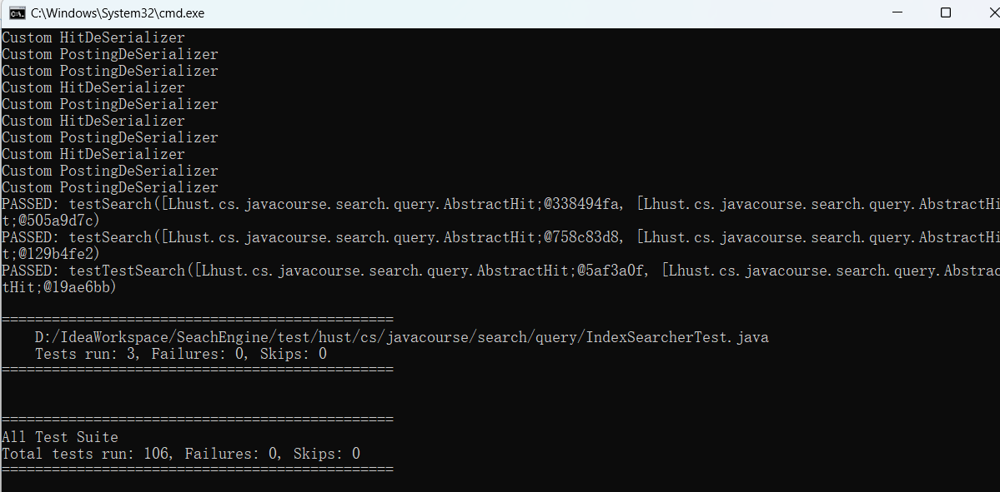 C:\Windows\System32\cmd.exe
Custom HitDeSerializer
Custom PostingDeSerializer
Custom PostingDeSerializer
Custom HitDeSerializer
Custom PostingDeSerializer
Custom HitDeSerializer
Custom PostingDeSerializer
Custom HitDeSerializer
Custom PostingDeSerializer
Custom PostingDeSerializer
PASSED: testSearch([Lhust.cs.javacourse.search.query.AbstractHit;@338494fa, [Lhust.cs.javacourse.search.query.AbstractHi
t;@505a9d7c)
PASSED: testSearch([Lhust.cs.javacourse.search.query.AbstractHit;@758c83d8, [Lhust.cs.javacourse.search.query.AbstractHi
t;@129b4fe2)
PASSED: testTestSearch([Lhust.cs.javacourse.search.query.AbstractHit;@5af3a0f, [Lhust.cs.javacourse.search.query.Abstrac
tHit;@19ae6bb)
===============================================
    D:/IdeaWorkspace/SeachEngine/test/hust/cs/javacourse/search/query/IndexSearcherTest.java
    Tests run: 3, Failures: 0, Skips: 0
===============================================
===============================================
All Test Suite
Total tests run: 106, Failures: 0, Skips: 0
===============================================